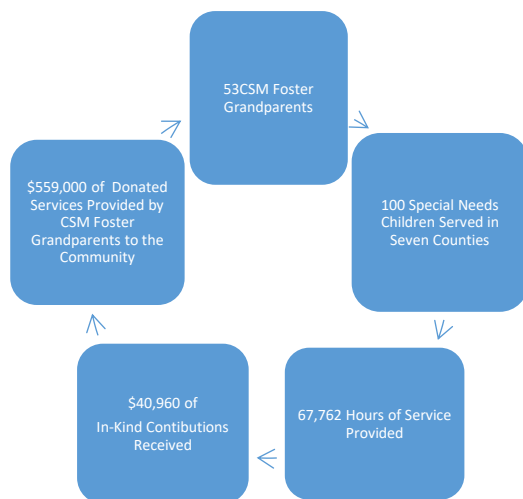 53CSM Foster
Grandparents
100 Special Needs
Children Served in
Seven Counties
67,762 Hours of Service
Provided
$40,960 of
In-Kind Contibutions
Received
$559,000 of Donated
Services Provided by
CSM Foster
Grandparents to the
Community